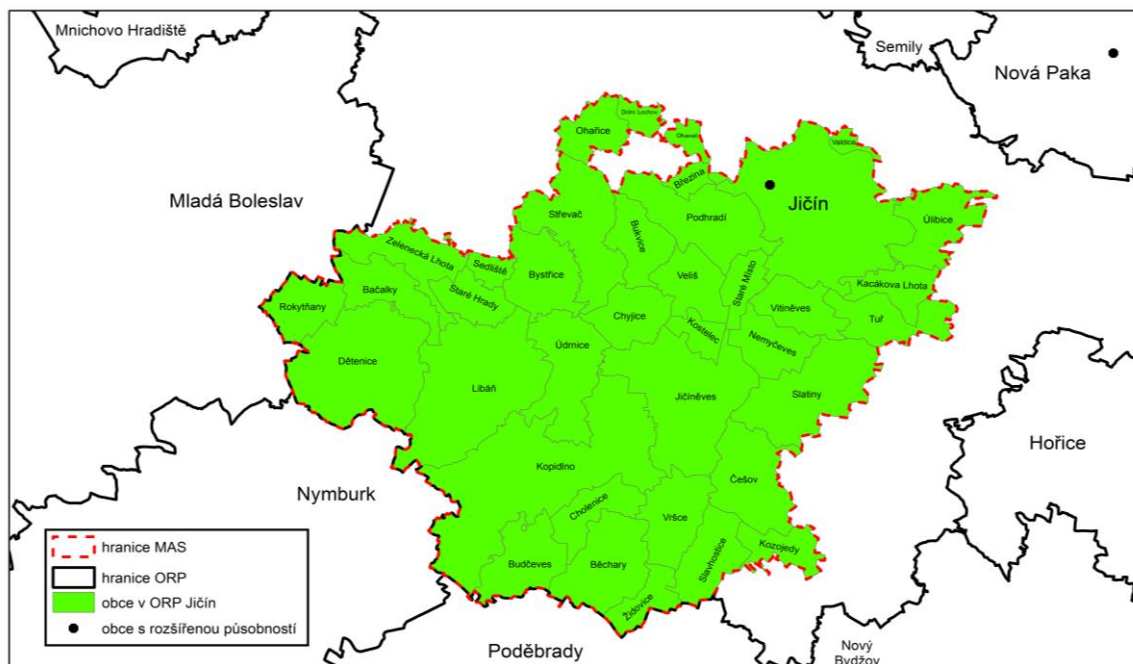 Mnichovo Hradiště
Semily
Nová Paka
Dolní Lochov
Ohařice
Ohaveč
Valdice
Březina
Jičín
Mladá Boleslav
Střevač
Podhradí
Úlibice
Bukvice
Zelenecká Lhota
Sedliště
Bystřice
Veliš
Staré Místo
Kacákova Lhota
Bačalky
Staré Hrady
Rokytňany
Chyjice
Vitiněves
Tuř
Kostelec
Nemyčeves
Údrnice
Dětenice
Libáň
Jičíněves
Slatiny
Hořice
Kopidlno
Češov
Nymburk
Cholenice
Vršce
Slavhostice
Kozojedy
Budčeves
Běchary
Židovice
Poděbrady
Nový
Bydžov
hranice MAS
hranice ORP
obce v ORP Jičín
obce s rozšířenou působností